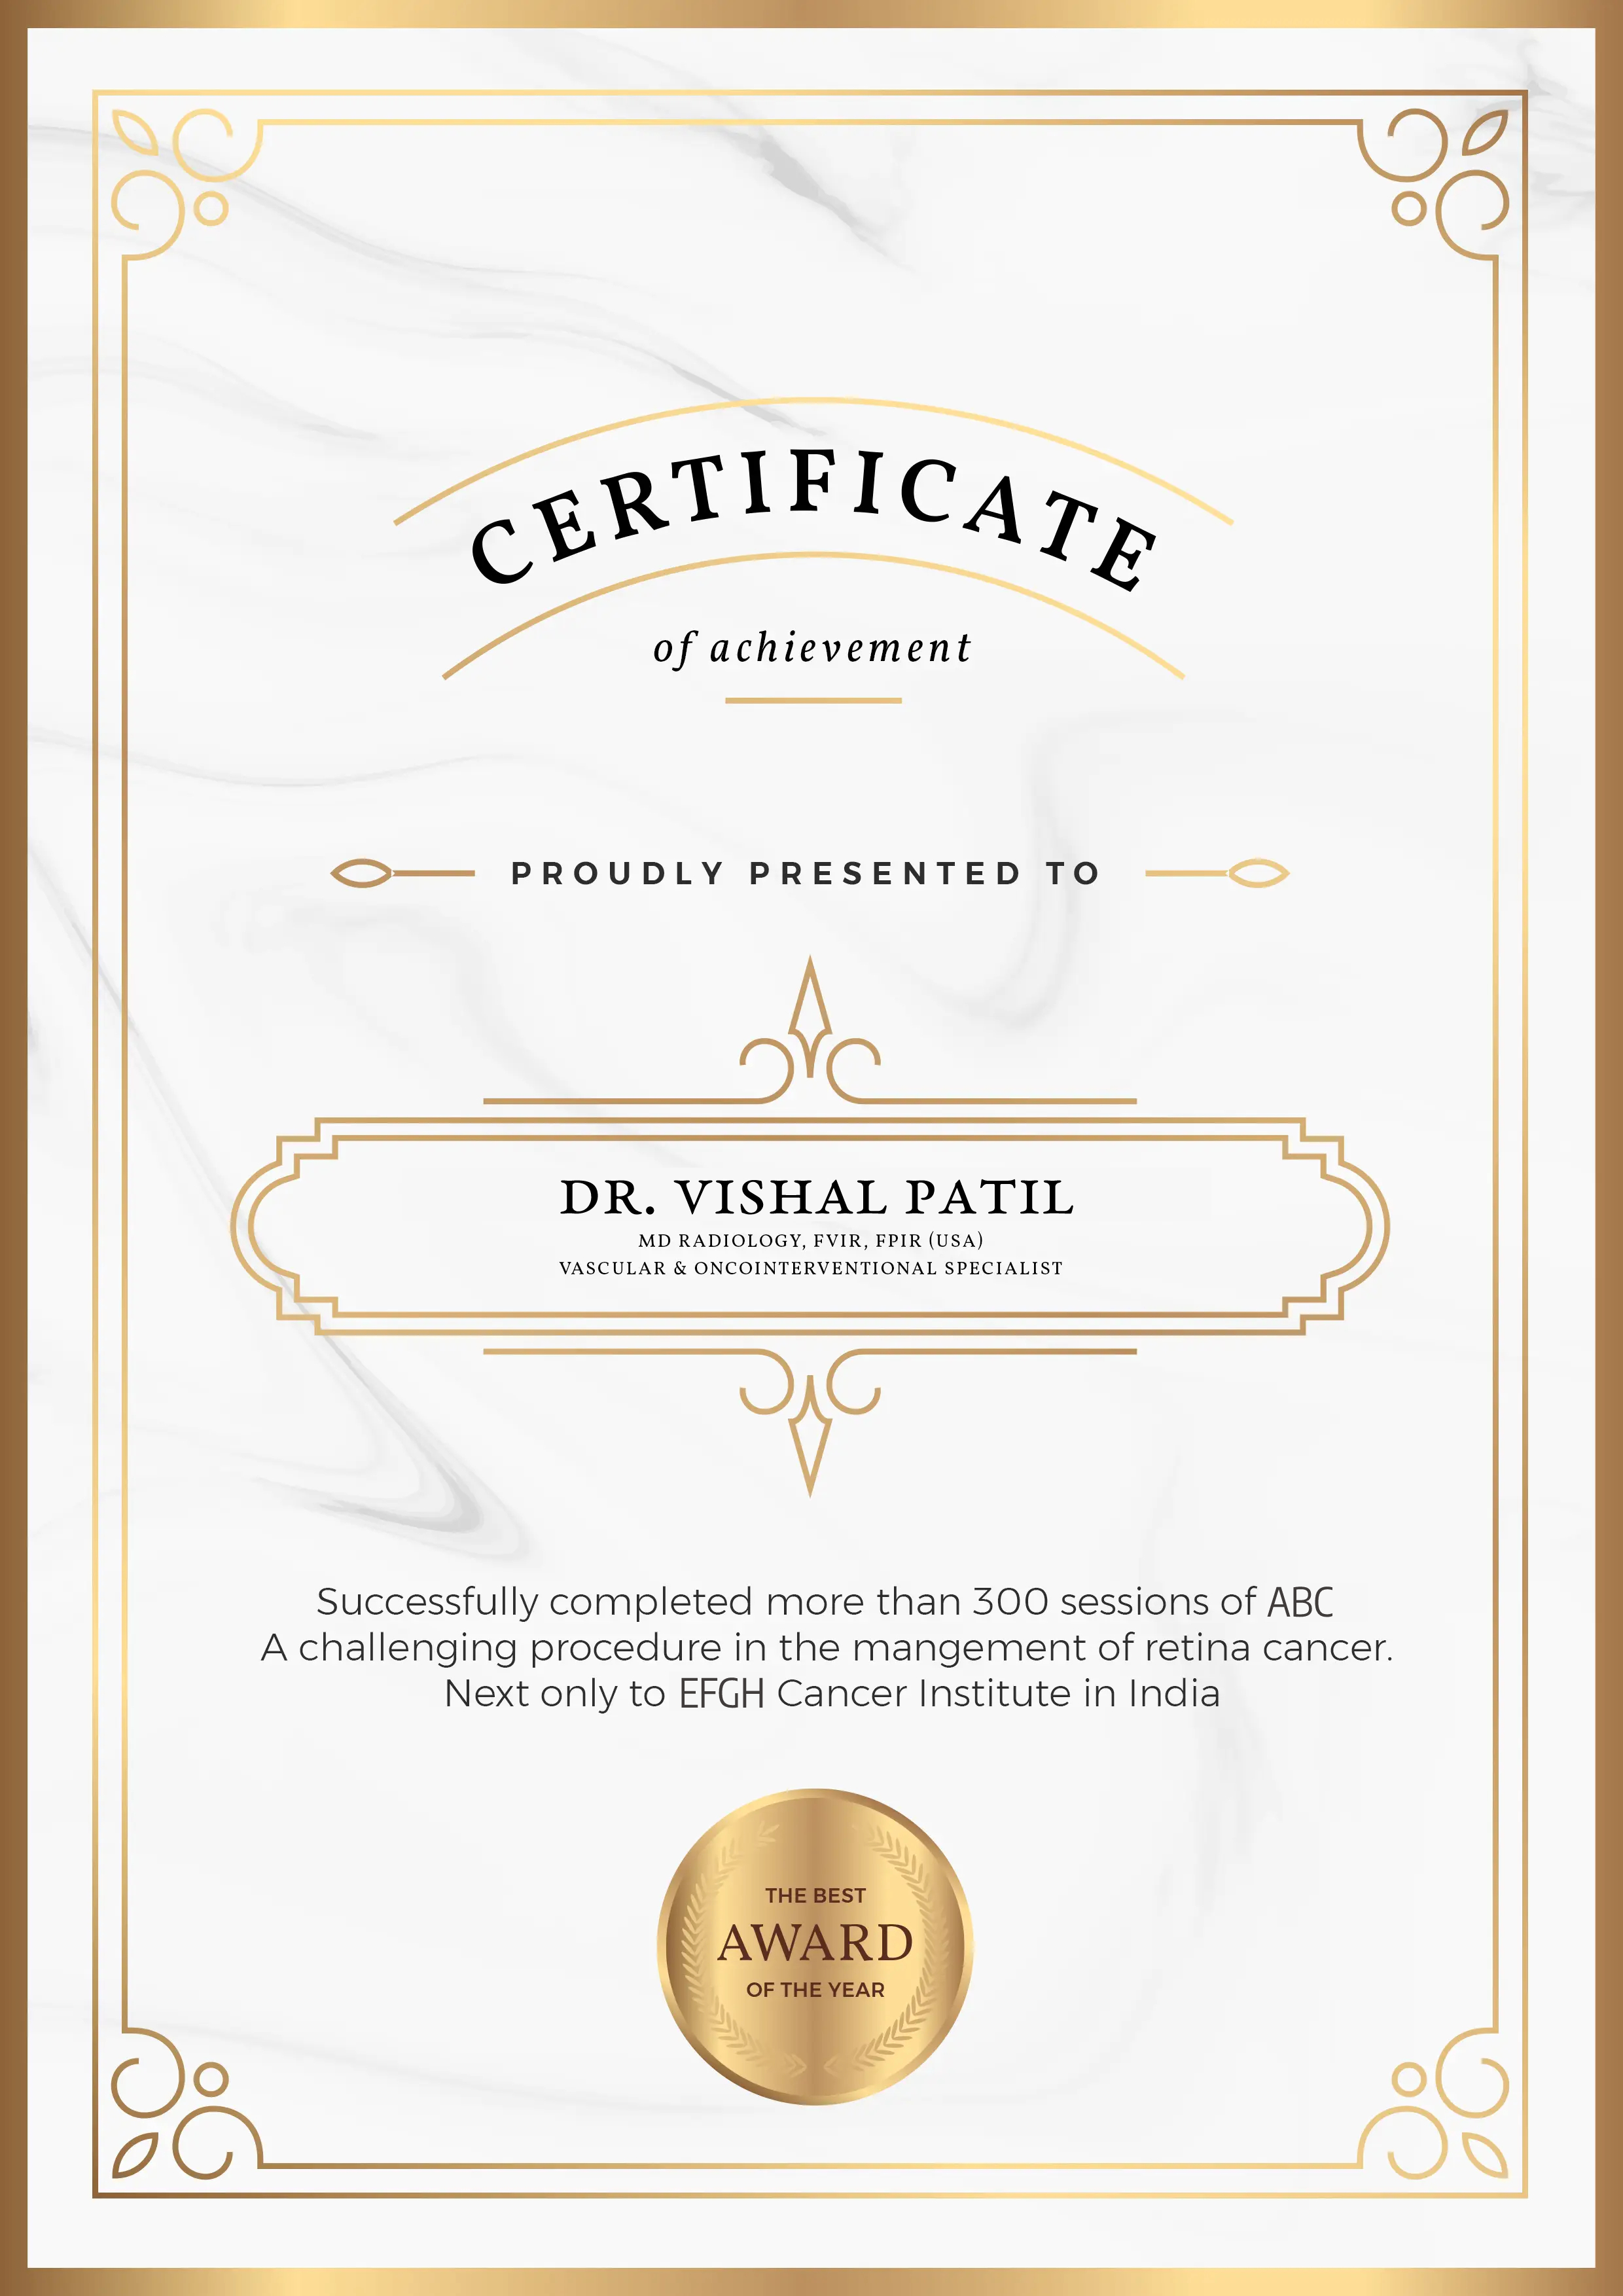 CERTIFICATE
of achievement
PROUDLY PRESENTED TO
DR. VISHAL PATIL
MD RADIOLOGY, FVIR, FPIR (USA)
VASCULAR & ONCOINTERVENTIONAL SPECIALIST
Successfully completed more than 300 sessions of ABC
A challenging procedure in the mangement of retina cancer.
Next only to EFGH Cancer Institute in India
THE BEST
AWARD
OF THE YEAR